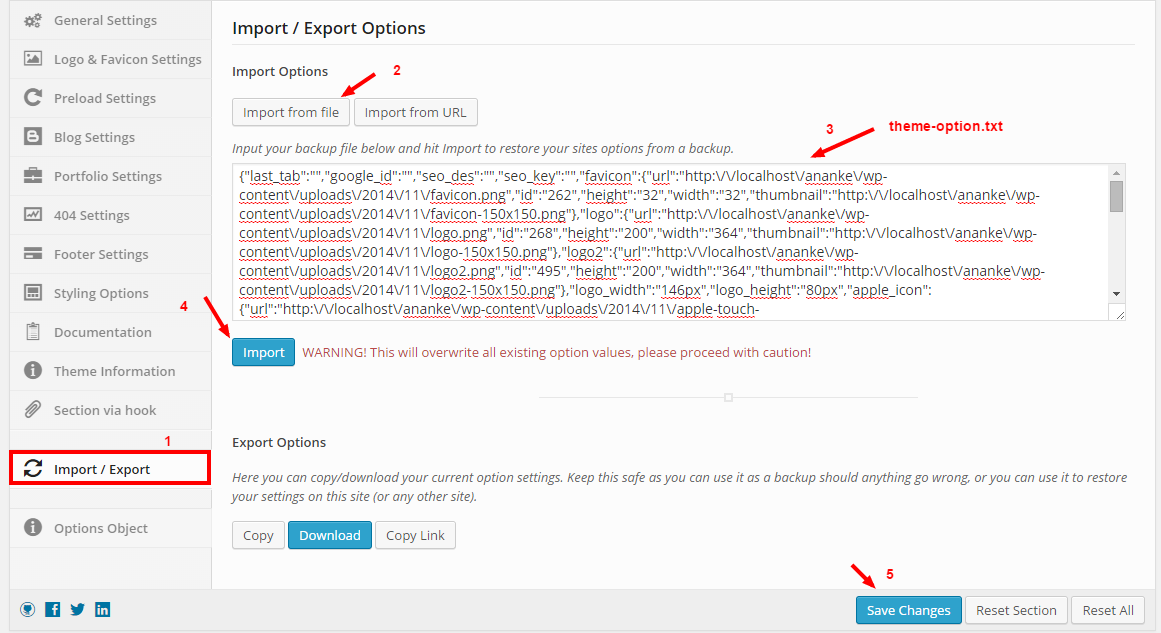 General Settings
Logo & Favicon Settings
Preload Settings
Blog Settings
Portfolio Settings
404 Settings
Footer Settings
Styling Options
4
Documentation
Theme Information
Section via hook
1
Import / Export
Options Object
Import / Export Options
Import Options
2
Import from file
Import from URL
3
theme-option.txt
Input your backup file below and hit Import to restore your sites options from a backup.
{"last_tab":"","google_id":"","seo_des":"","seo_key":"","favicon":{"url":"http:\/\/localhost\/ananke\/wp-
content\/uploads\/2014\/11\/favicon.png","id":"262","height":"32","width":"32","thumbnail":"http:\/\/localhost\/ananke\/wp-
content\/uploads\/2014\/11\/favicon-150x150.png"},"logo":{"url":"http:\/\/localhost\/ananke\/wp-
content\/uploads\/2014\/11\/logo.png","id":"268","height":"200","width":"364","thumbnail":"http:\/\/localhost\/ananke\/wp-
content\/uploads\/2014\/11\/logo-150x150.png"},"logo2":{"url":"http:\/\/localhost\/ananke\/wp-
content\/uploads\/2014\/11\/logo2.png","id":"495","height":"200","width":"364","thumbnail":"http:\/\/localhost\/ananke\/wp-
content\/uploads\/2014\/11\/logo2-150x150.png"},"logo_width":"146px","logo_height":"80px","apple_icon":
{"url":"http:\/\/localhost\/ananke\/wp-content\/uploads\/2014\/11\/apple-touch-
Import
WARNING! This will overwrite all existing option values, please proceed with caution!
Export Options
Here you can copy/download your current option settings. Keep this safe as you can use it as a backup should anything go wrong, or you can use it to restore
your settings on this site (or any other site).
Copy
Download
Copy Link
5
Save Changes
Reset Section
Reset All